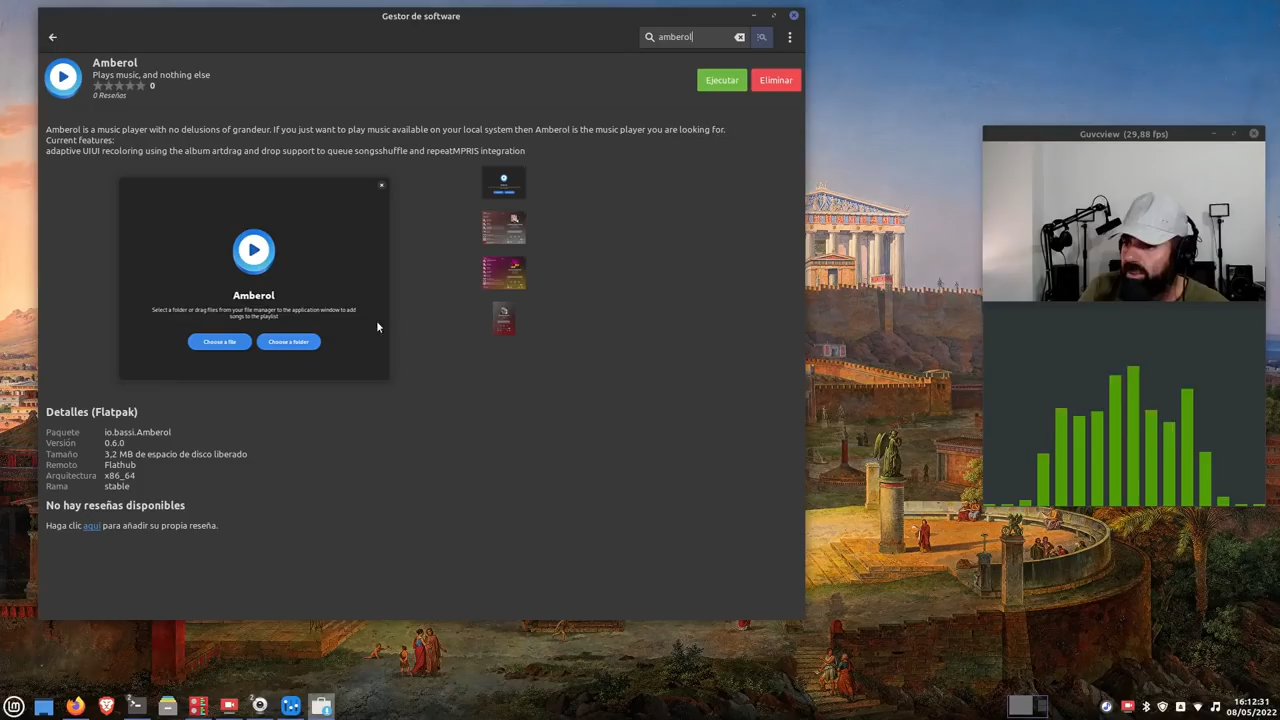 Gestor de software
amberol
Amberol
Plays music, and nothing else
0
0 Reseñas
Ejecutar
Eliminar
Amberol is a music player with no delusions of grandeur. If you just want to play music available on your local system then Amberol is the music player you are looking for.
Current features:
adaptive UIUI recoloring using the album artdrag and drop support to queue songsshuffle and repeatMPRIS integration
Amberol
Select a folder or drag files from your file manager to the application window to add
songs to the playlist
Choose a file
Choose a folder
Detalles (Flatpak)
Paquete io.bassi.Amberol
Versión 0.6.0
Tamaño 3,2 MB de espacio de disco liberado
Remoto Flathub
Arquitectura x86_64
Rama stable
No hay reseñas disponibles
Haga clic aquí para añadir su propia reseña.
Guvcview (29,88 fps)
2
2
16:12:31
08/05/2022